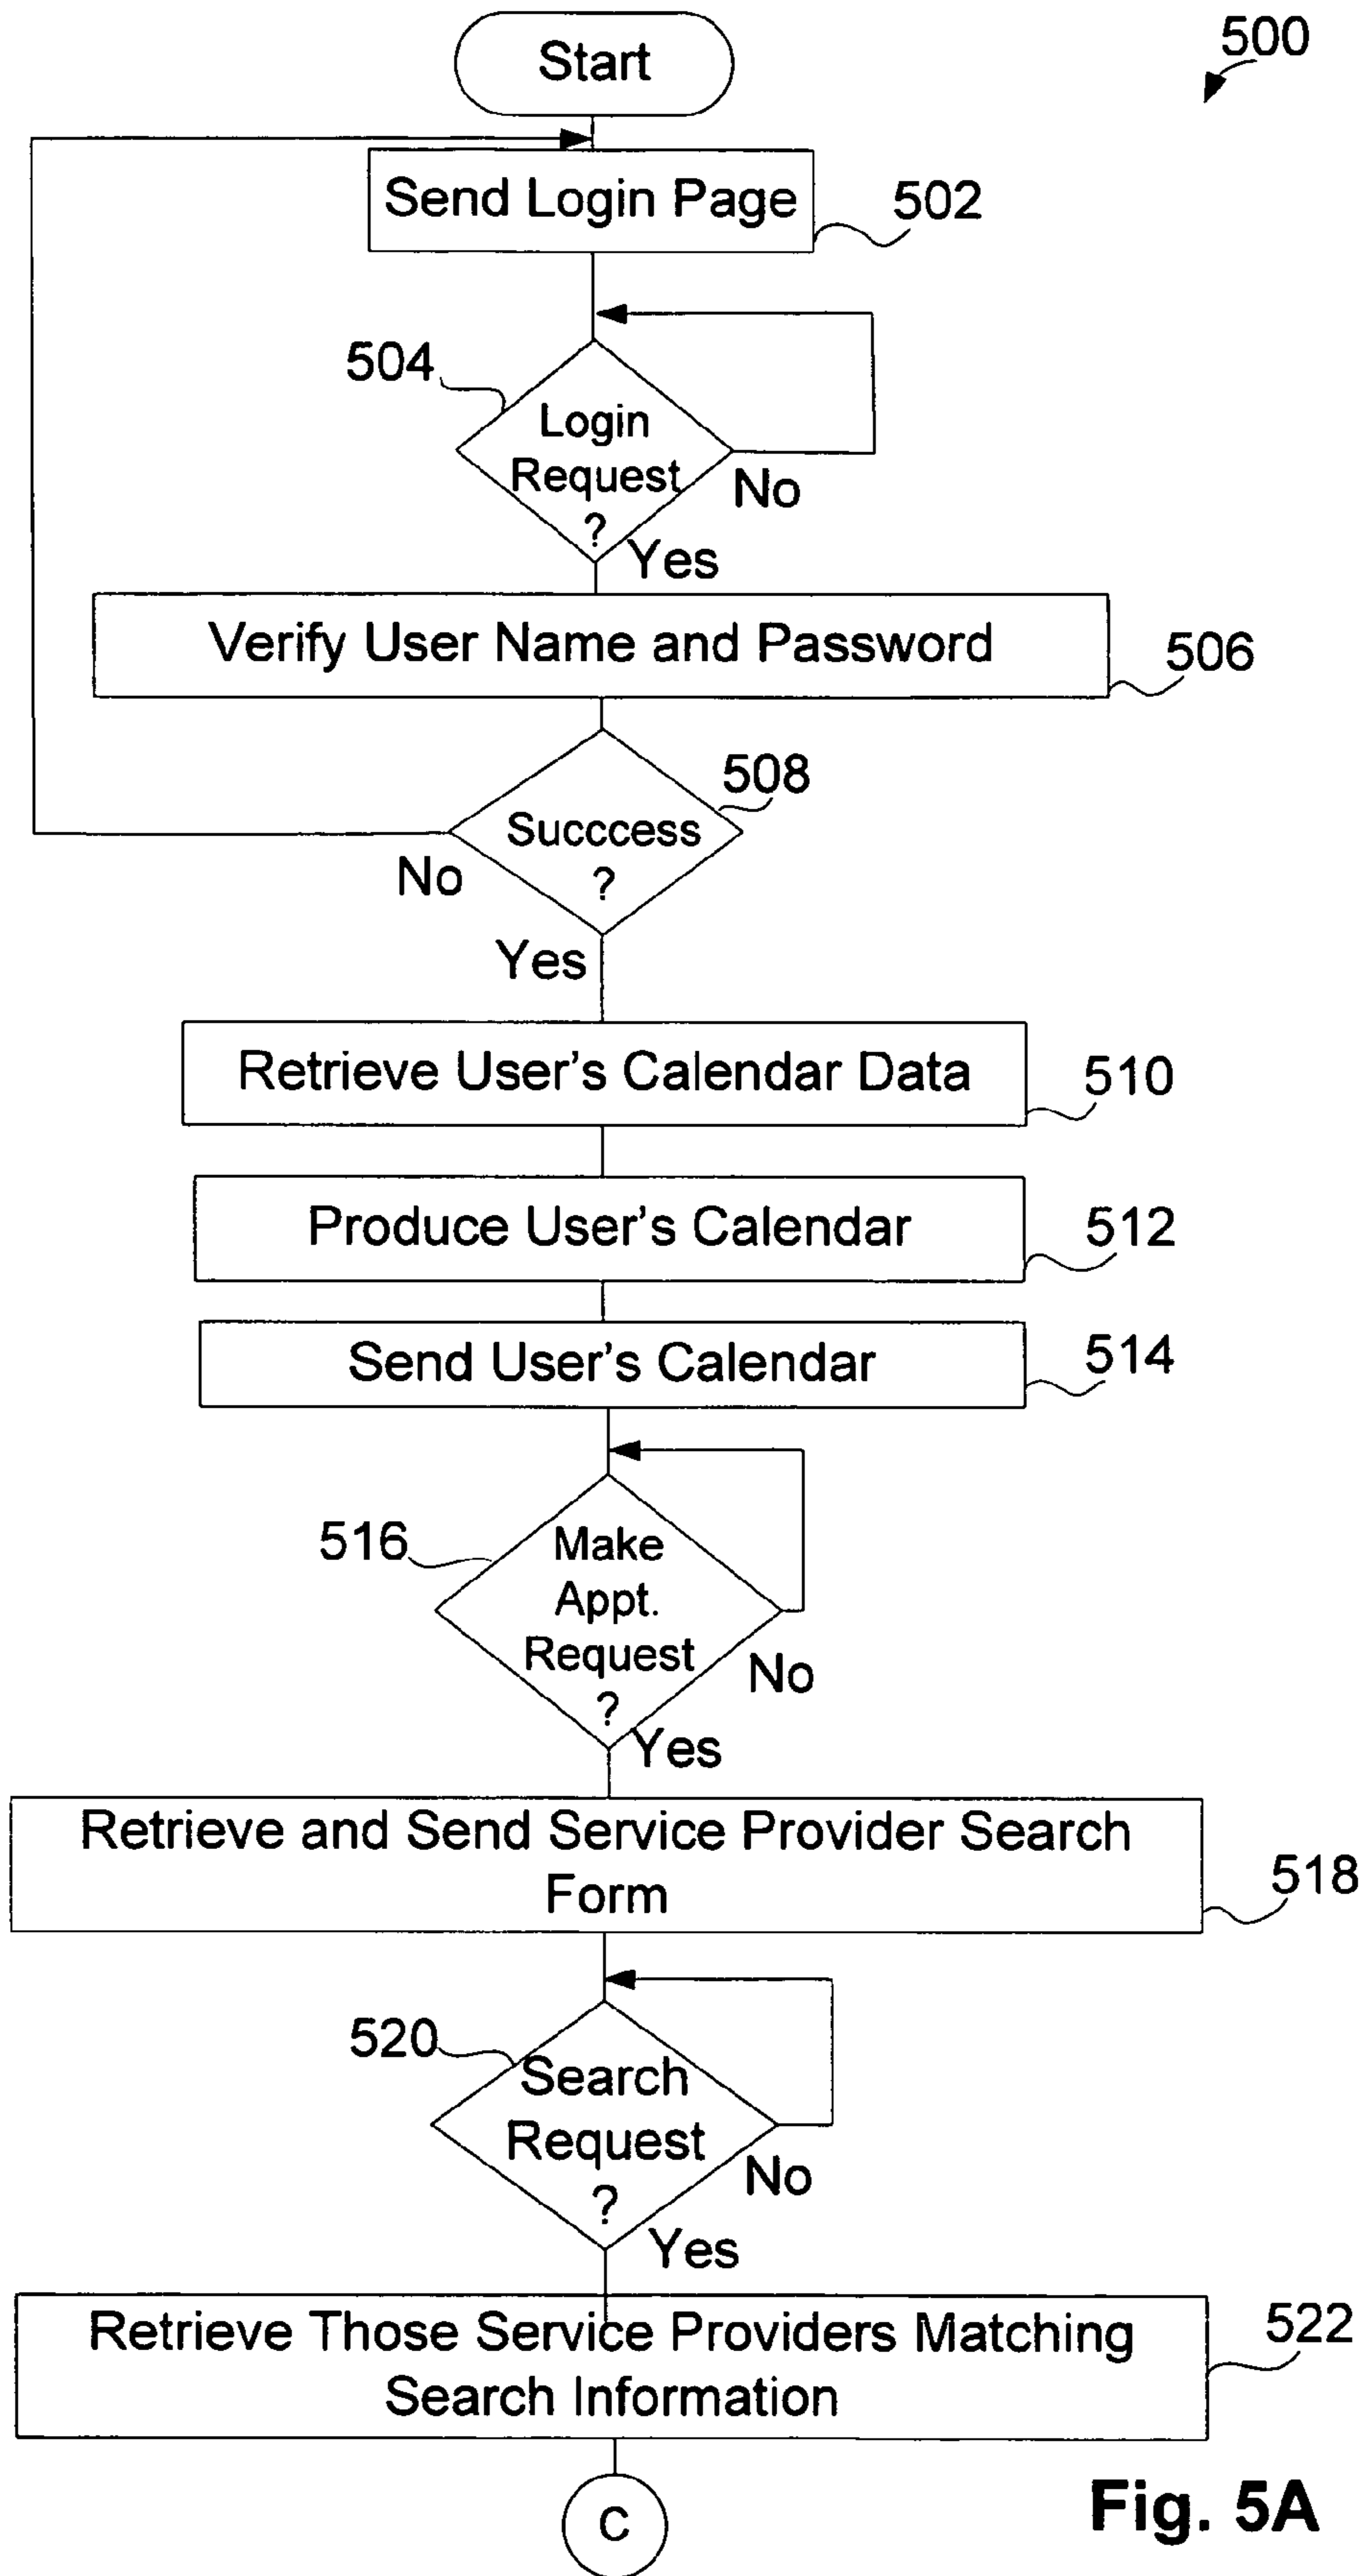 Start
500
Send Login Page
502
504
Login
Request
?
No
Yes
Verify User Name and Password
506
508
Succcess
?
No
Yes
Retrieve User's Calendar Data
510
Produce User's Calendar
512
Send User's Calendar
514
516
Make
Appt.
Request
?
No
Yes
Retrieve and Send Service Provider Search
Form
518
520
Search
Request
?
No
Yes
Retrieve Those Service Providers Matching
Search Information
522
C
Fig. 5A